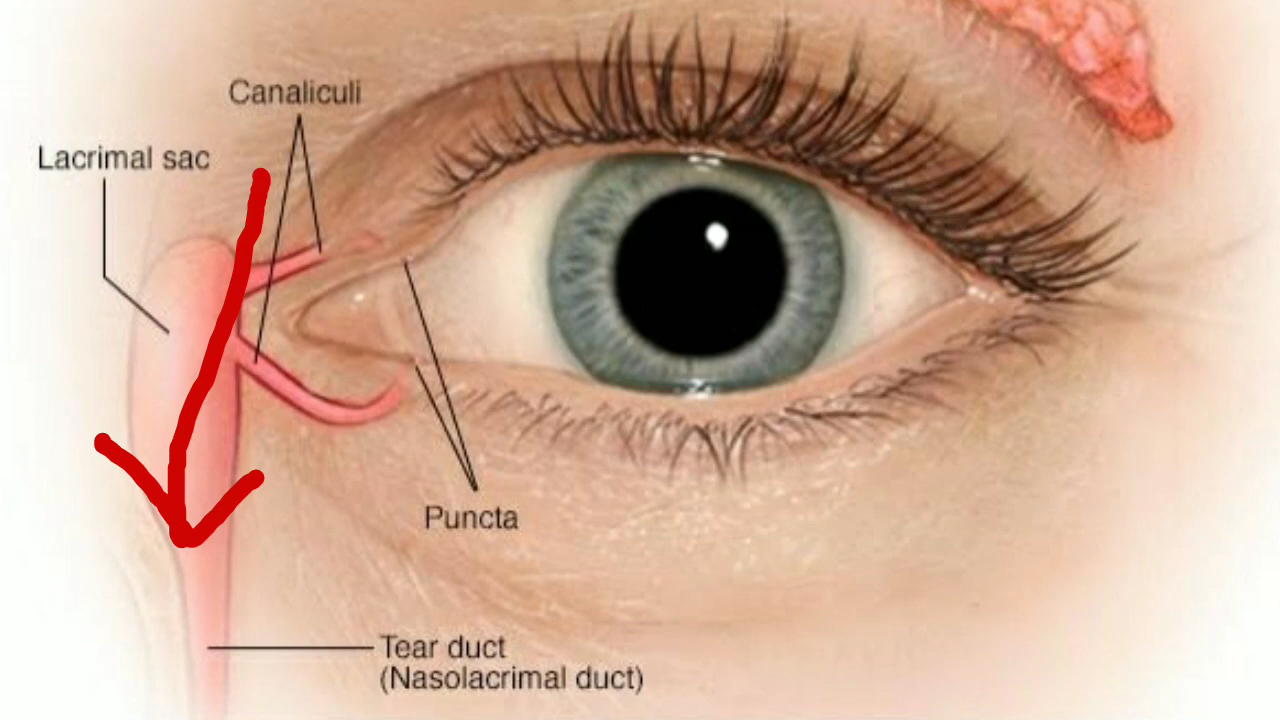 Canaliculi
Lacrimal sac
Puncta
Tear duct
(Nasolacrimal duct)